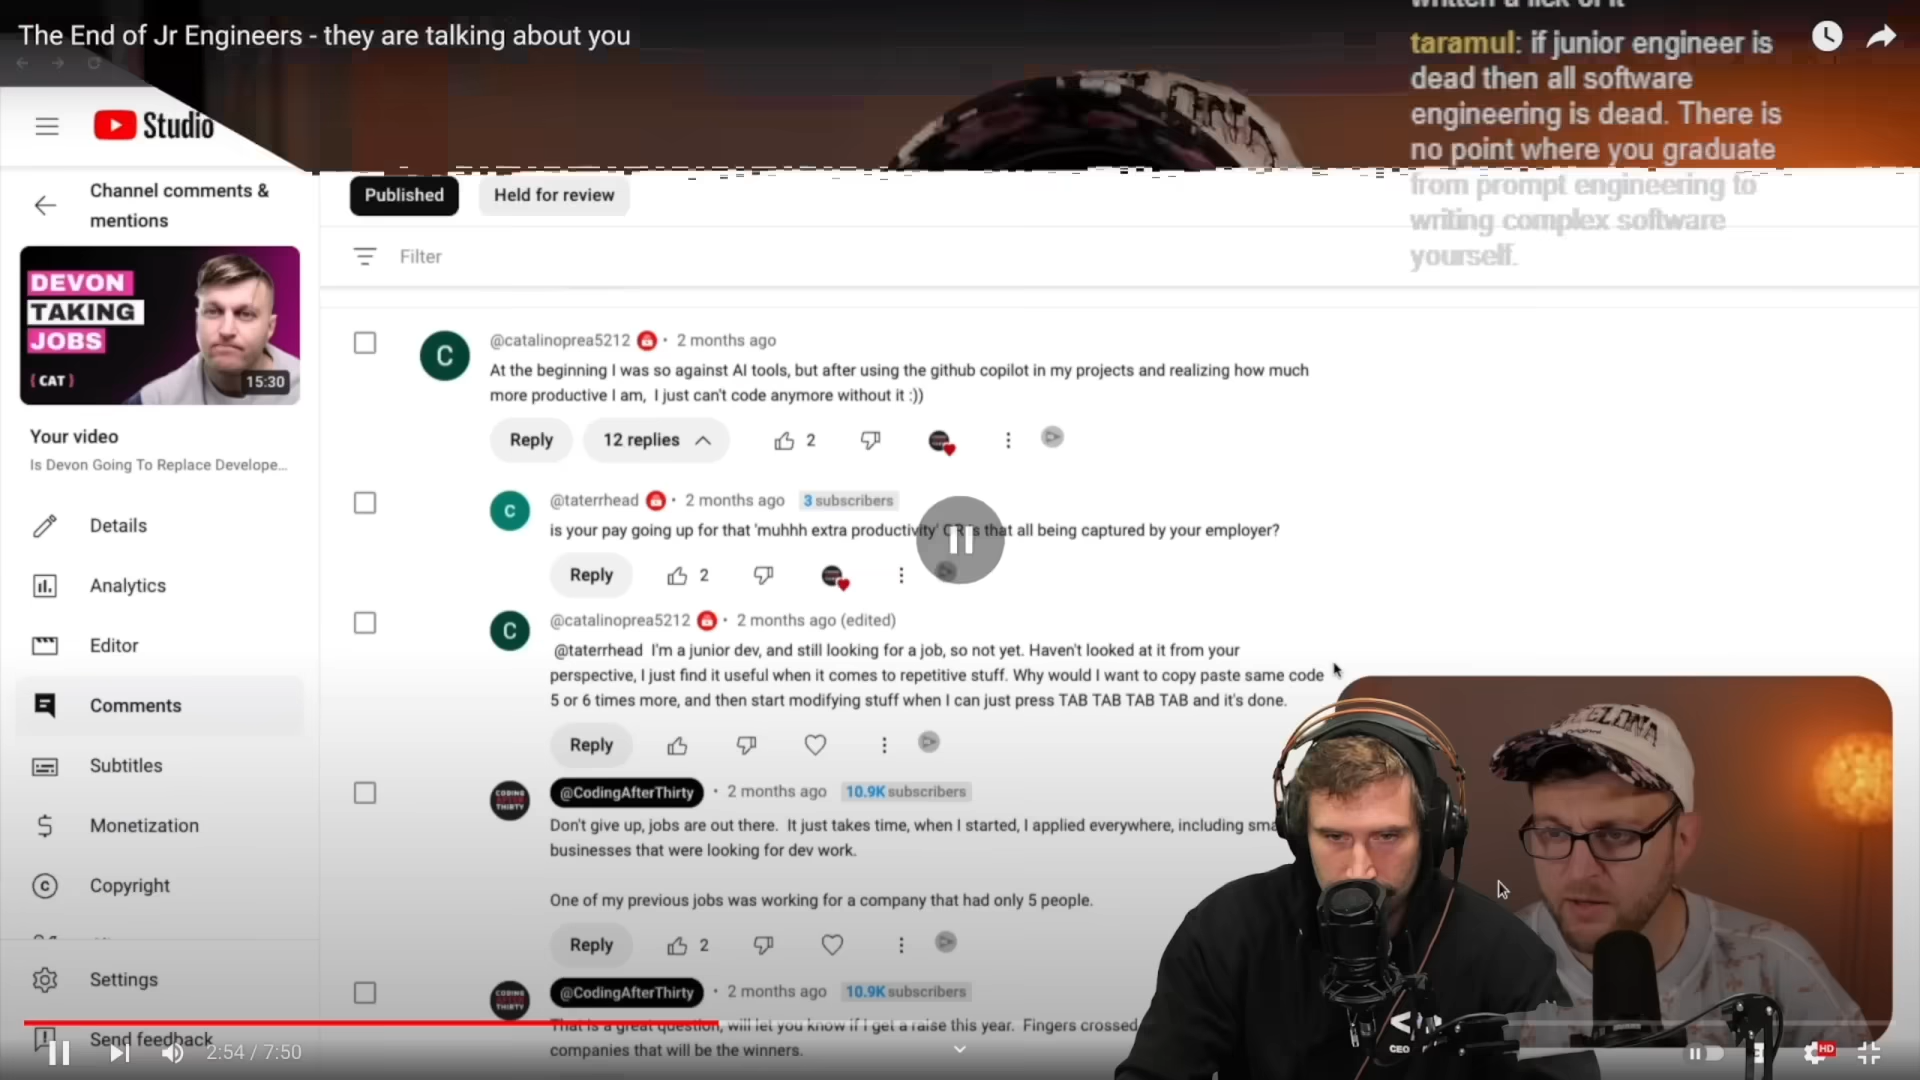 The End of Jr Engineers - they are talking about you
taramul: if junior engineer is
dead then all software
engineering is dead. There is
no point where you graduate
from prompt engineering to
writing complex software
yourself.
Studio
Channel comments &
mentions
Published
Held for review
Filter
DEVON
TAKING
JOBS
{ CAT }
15:30
Your video
Is Devon Going To Replace Develope...
Details
Analytics
Editor
Comments
Subtitles
Monetization
Copyright
Settings
Send feedback
C
@catalinoprea5212 • 2 months ago
At the beginning I was so against AI tools, but after using the github copilot in my projects and realizing how much
more productive I am, I just can't code anymore without it :))
Reply
12 replies
2
C
@taterrhead • 2 months ago 3 subscribers
is your pay going up for that 'muhhh extra productivity' OR is that all being captured by your employer?
Reply
2
C
@catalinoprea5212 • 2 months ago (edited)
@taterrhead I'm a junior dev, and still looking for a job, so not yet. Haven't looked at it from your
perspective, I just find it useful when it comes to repetitive stuff. Why would I want to copy paste same code
5 or 6 times more, and then start modifying stuff when I can just press TAB TAB TAB TAB and it's done.
Reply
CODING
AFTER
THIRTY
@CodingAfterThirty • 2 months ago 10.9K subscribers
Don't give up, jobs are out there. It just takes time, when I started, I applied everywhere, including
businesses that were looking for dev work.
One of my previous jobs was working for a company that had only 5 people.
Reply
2
CODING
AFTER
THIRTY
@CodingAfterThirty • 2 months ago 10.9K subscribers
That is a great question, will let you know if I get a raise this year. Fingers crossed
companies that will be the winners.
2:54 / 7:50
CEO
HD